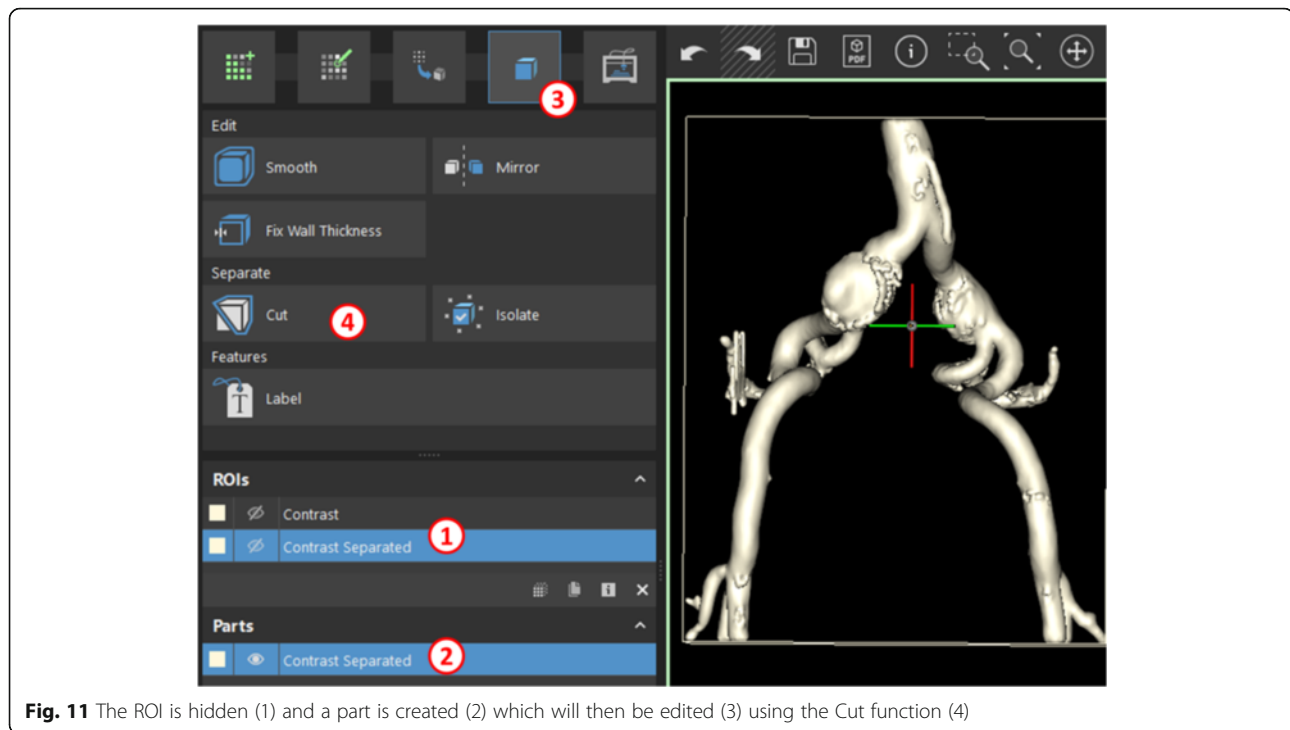 PDF
3
Edit
Smooth
Mirror
Fix Wall Thickness
Separate
Cut
4
Isolate
Features
T
Label
ROIs
Contrast
Contrast Separated
1
Parts
Contrast Separated
2
Fig. 11 The ROI is hidden (1) and a part is created (2) which will then be edited (3) using the Cut function (4)